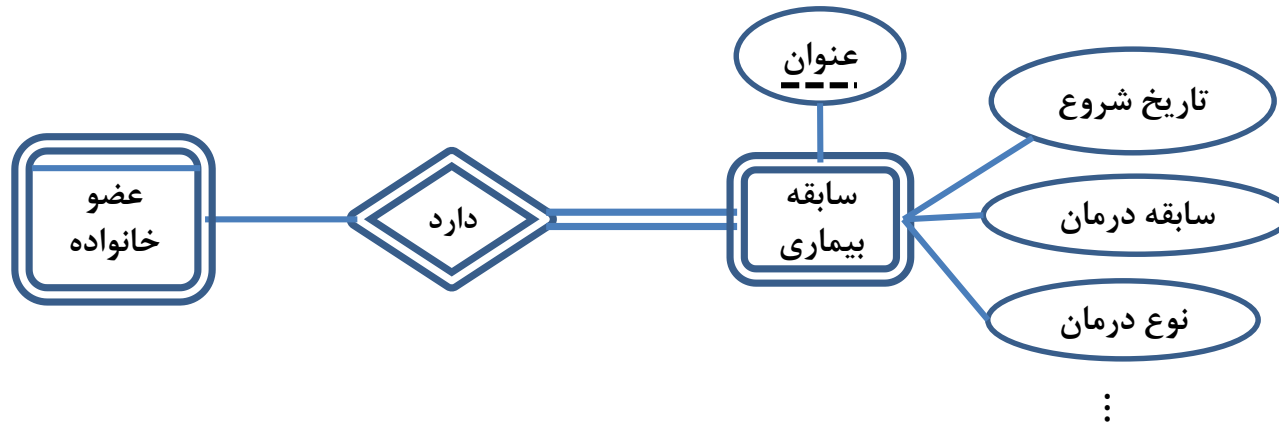 عنوان
تاریخ شروع
عضو
خانواده
دارد
سابقه
بیماری
سابقه درمان
نوع درمان
⋮